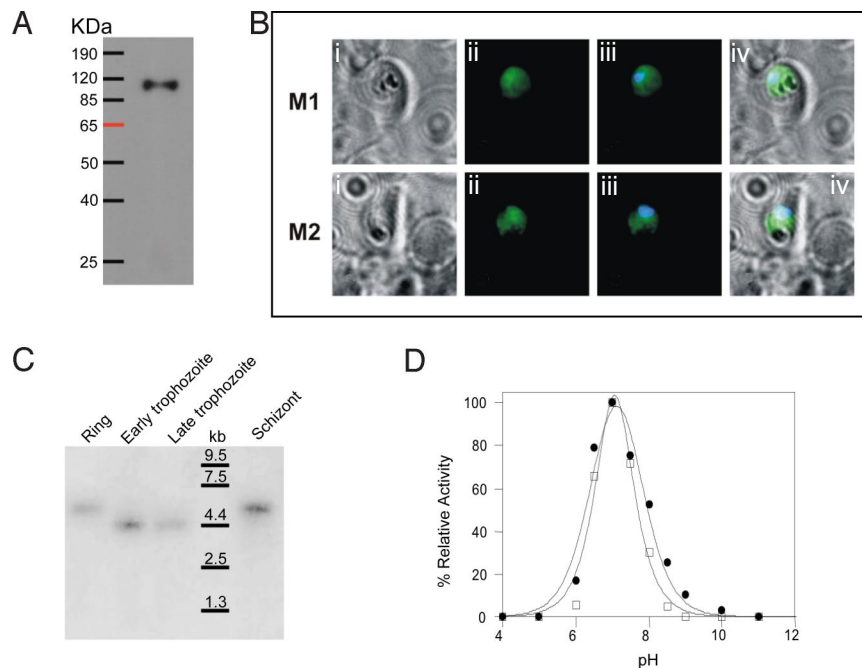 A
KDa
190
120
85
65
50
40
25
B
i ii iii iv
M1
i ii iii iv
M2
C
Ring Early trophozoite Late trophozoite kb Schizont
9.5
7.5
4.4
2.5
1.3
D
100
80
60
40
20
0
% Relative Activity
4 6 8 10 12
pH